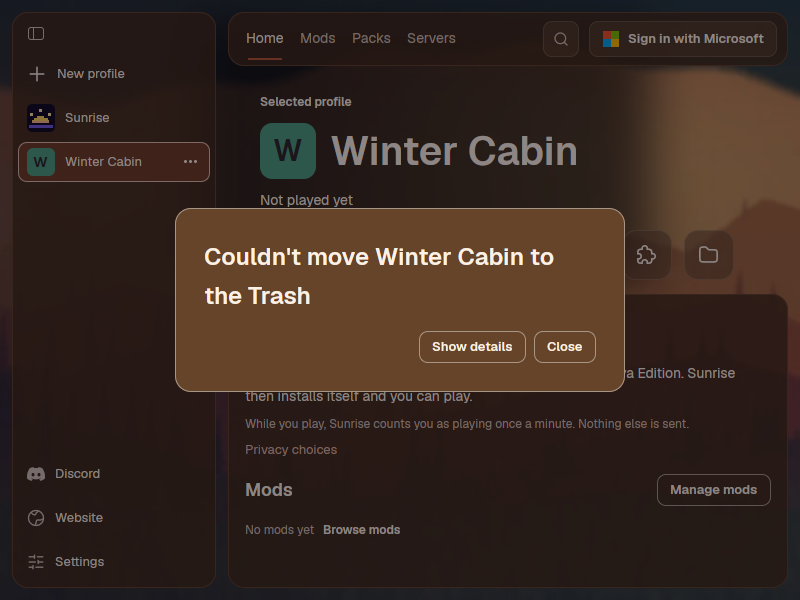 Home Mods Packs Servers Sign in with Microsoft
New profile
Sunrise
W Winter Cabin
Selected profile
W Winter Cabin
Not played yet
Couldn't move Winter Cabin to
the Trash
Show details Close
Edition. Sunrise
then installs itself and you can play.
While you play, Sunrise counts you as playing once a minute. Nothing else is sent.
Privacy choices
Mods Manage mods
No mods yet Browse mods
Discord
Website
Settings